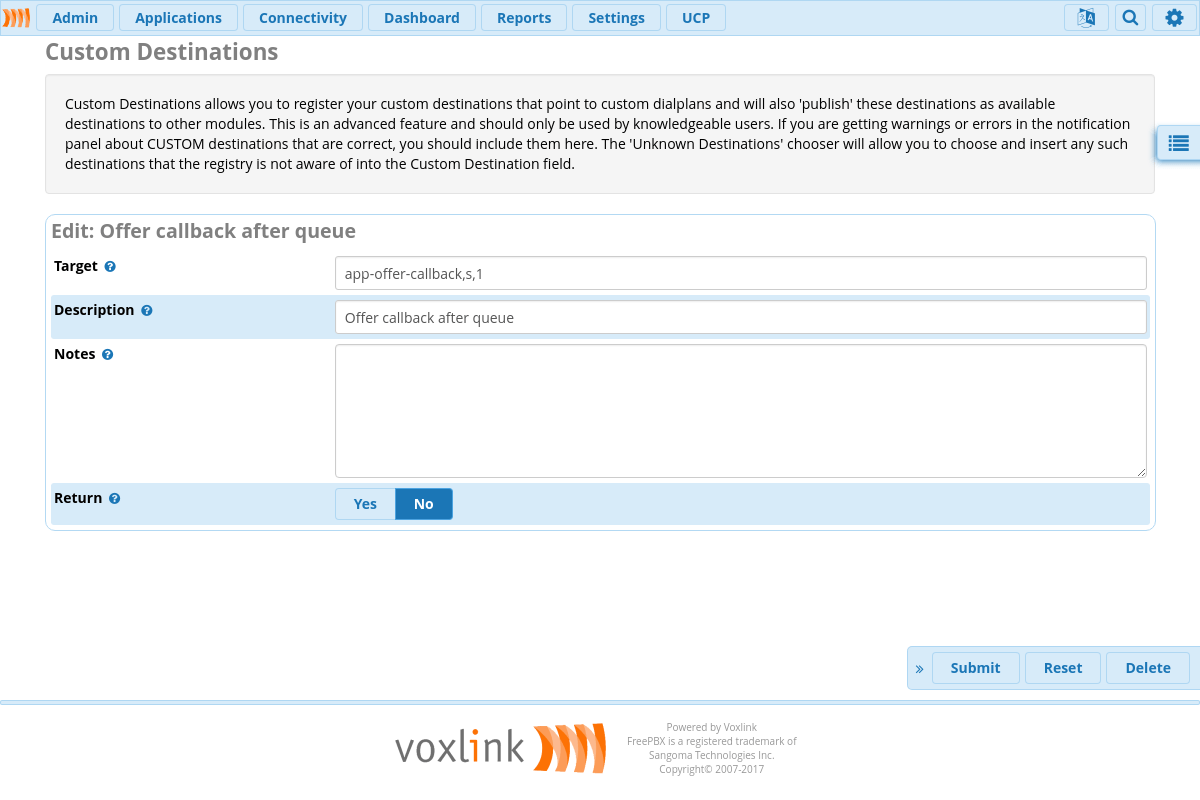 Admin
Applications
Connectivity
Dashboard
Reports
Settings
UCP
Custom Destinations
Custom Destinations allows you to register your custom destinations that point to custom dialplans and will also 'publish' these destinations as available
destinations to other modules. This is an advanced feature and should only be used by knowledgeable users. If you are getting warnings or errors in the notification
panel about CUSTOM destinations that are correct, you should include them here. The 'Unknown Destinations' chooser will allow you to choose and insert any such
destinations that the registry is not aware of into the Custom Destination field.
Edit: Offer callback after queue
Target
app-offer-callback,s,1
Description
Offer callback after queue
Notes
Return
Yes
No
» Submit Reset Delete
voxlink
Powered by Voxlink
FreePBX is a registered trademark of
Sangoma Technologies Inc.
Copyright© 2007-2017